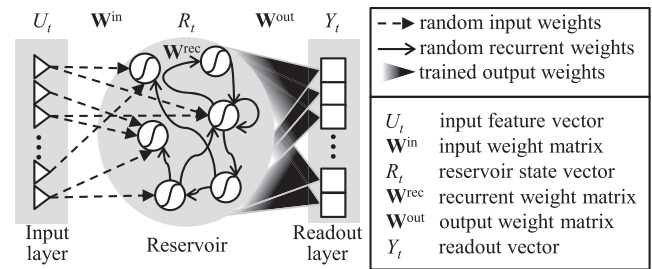 U_t W^in R_t W^out Y_t
W^rec
Input layer
Reservoir
Readout layer
random input weights
random recurrent weights
trained output weights
U_t input feature vector
W^in input weight matrix
R_t reservoir state vector
W^rec recurrent weight matrix
W^out output weight matrix
Y_t readout vector